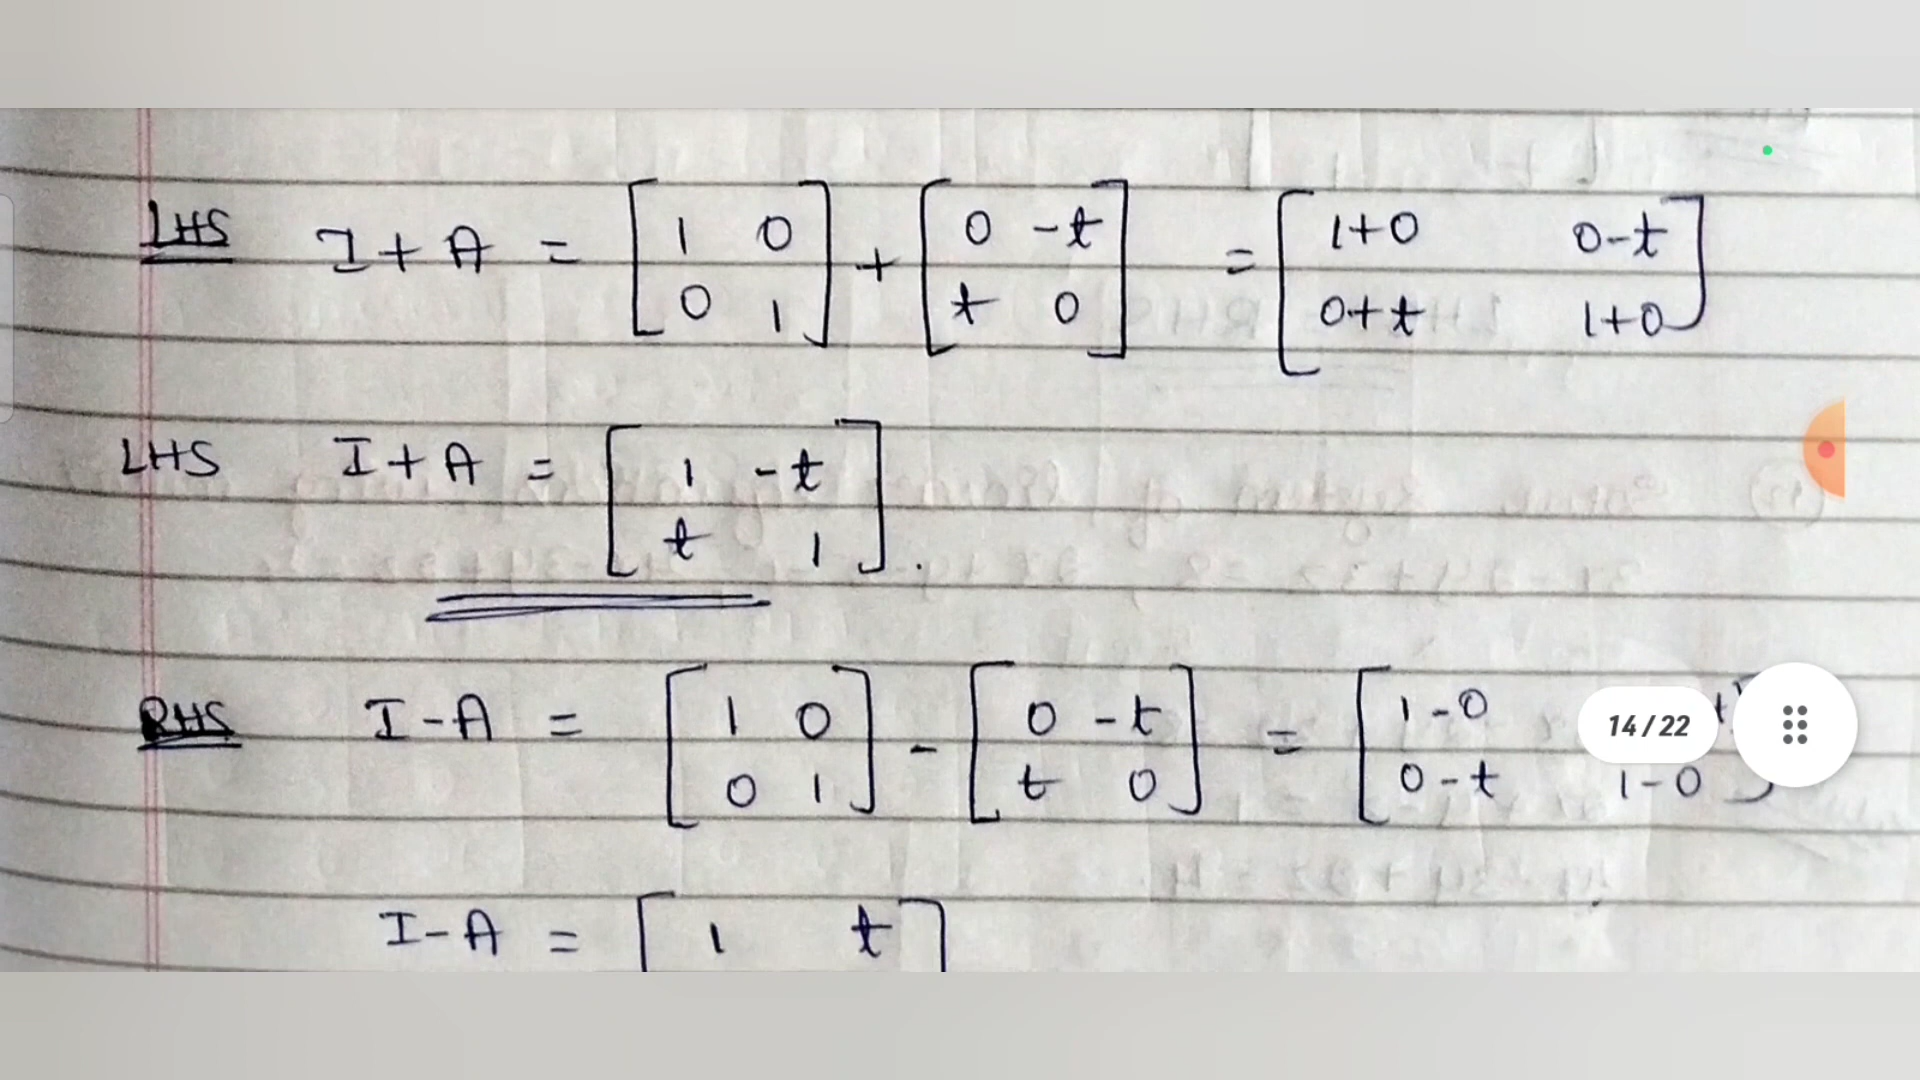 LHS I + A = [ 1 0 ] + [ 0 -t ] = [ 1+0 0-t ]
[ 0 1 ] [ t 0 ] [ 0+t 1+0 ]
LHS I + A = [ 1 -t ]
[ t 1 ] .
RHS I - A = [ 1 0 ] - [ 0 -t ] = [ 1-0 t ]
14/22
[ 0 1 ] [ t 0 ] [ 0-t 1-0 ]
I - A = [ 1 t ]